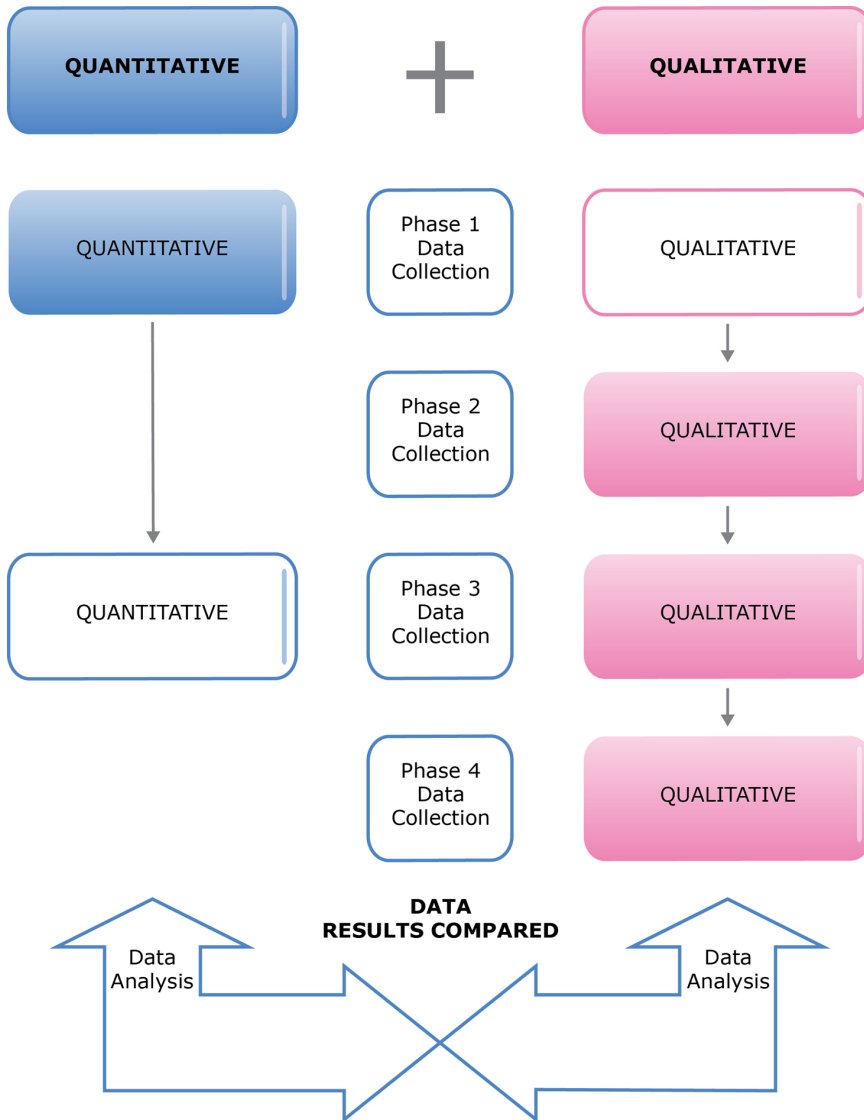 QUANTITATIVE
QUALITATIVE
QUANTITATIVE
Phase 1
Data
Collection
QUALITATIVE
Phase 2
Data
Collection
QUALITATIVE
QUANTITATIVE
Phase 3
Data
Collection
QUALITATIVE
Phase 4
Data
Collection
QUALITATIVE
DATA
RESULTS COMPARED
Data
Analysis
Data
Analysis